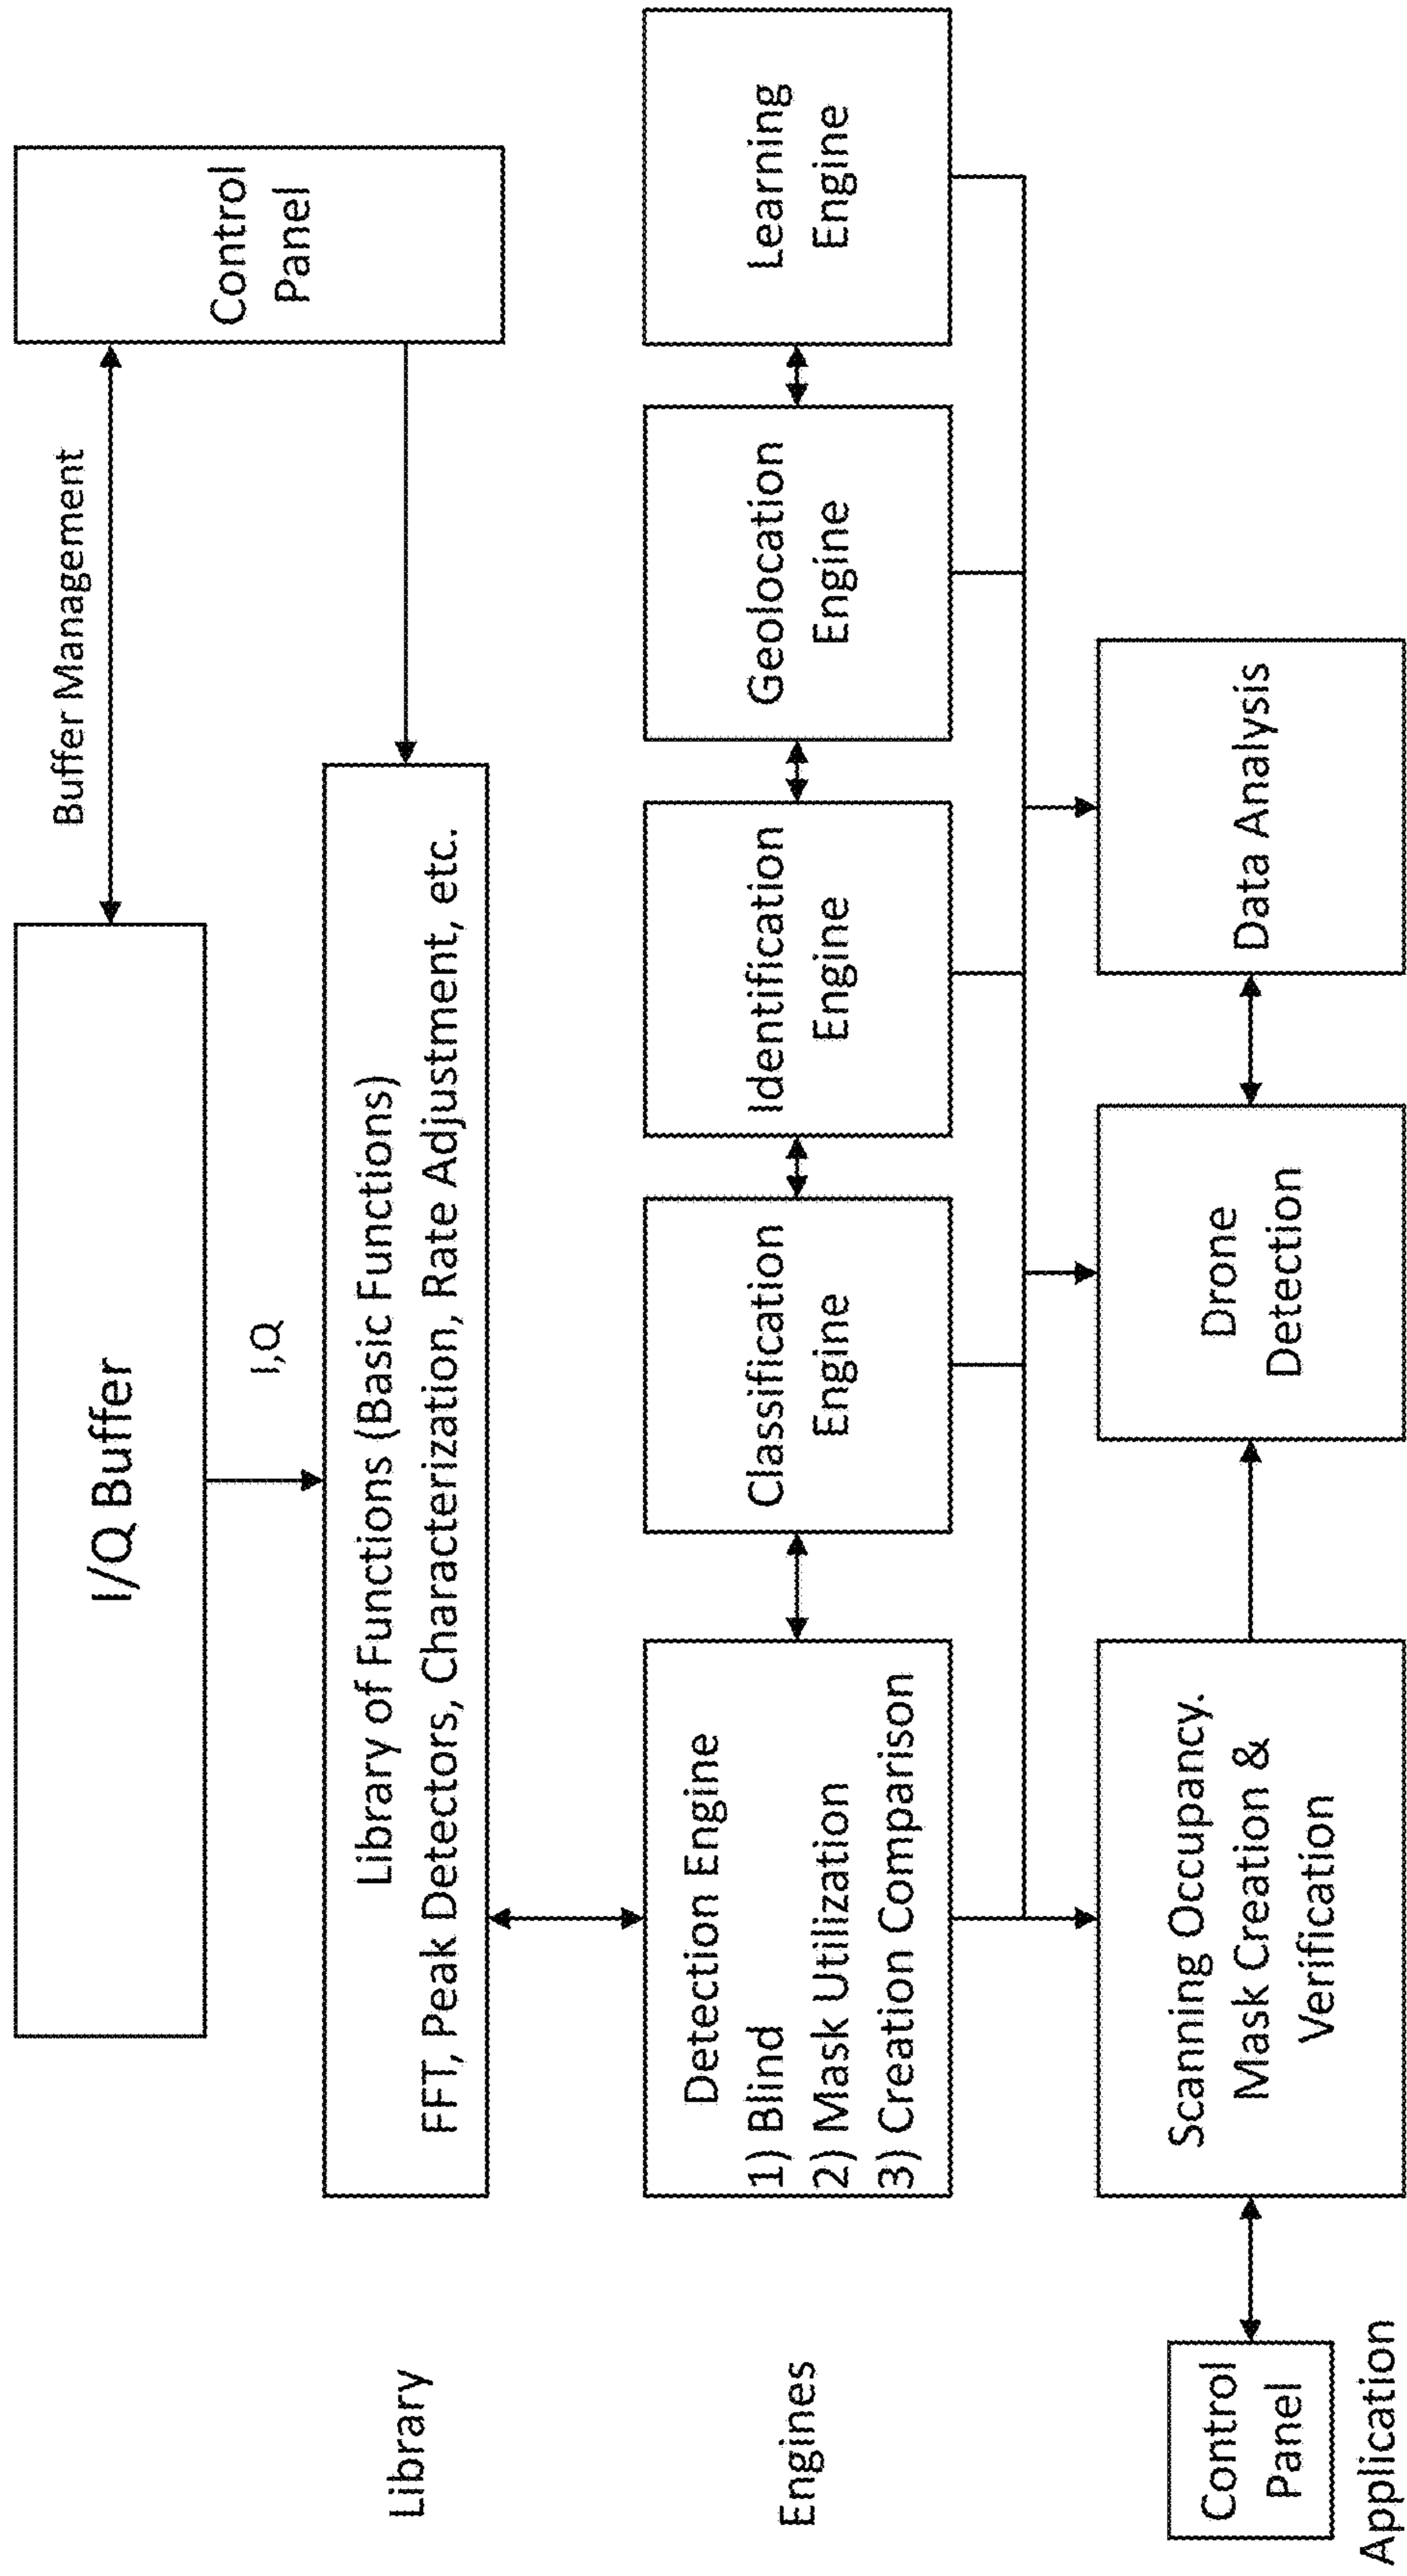 I/Q Buffer
Buffer Management
Control
Panel
I,Q
Library
Library of Functions (Basic Functions)
FFT, Peak Detectors, Characterization, Rate Adjustment, etc.
Engines
Detection Engine
1) Blind
2) Mask Utilization
3) Creation Comparison
Classification
Engine
Identification
Engine
Geolocation
Engine
Learning
Engine
Control
Panel
Application
Scanning Occupancy.
Mask Creation &
Verification
Drone
Detection
Data Analysis